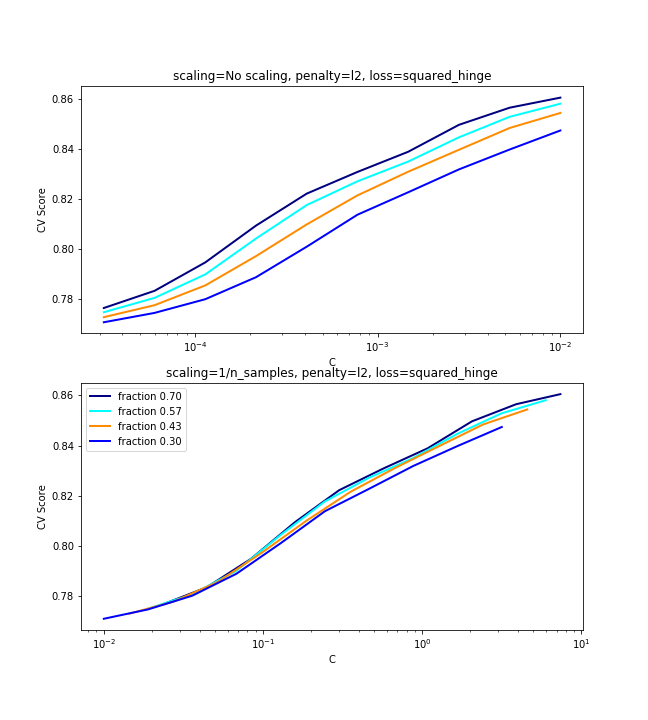 scaling=No scaling, penalty=l2, loss=squared_hinge
0.86
0.84
0.82
0.80
0.78
CV Score
10⁻⁴
10⁻³
10⁻²
C
scaling=1/n_samples, penalty=l2, loss=squared_hinge
fraction 0.70
fraction 0.57
fraction 0.43
fraction 0.30
0.86
0.84
0.82
0.80
0.78
CV Score
10⁻²
10⁻¹
10⁰
10¹
C